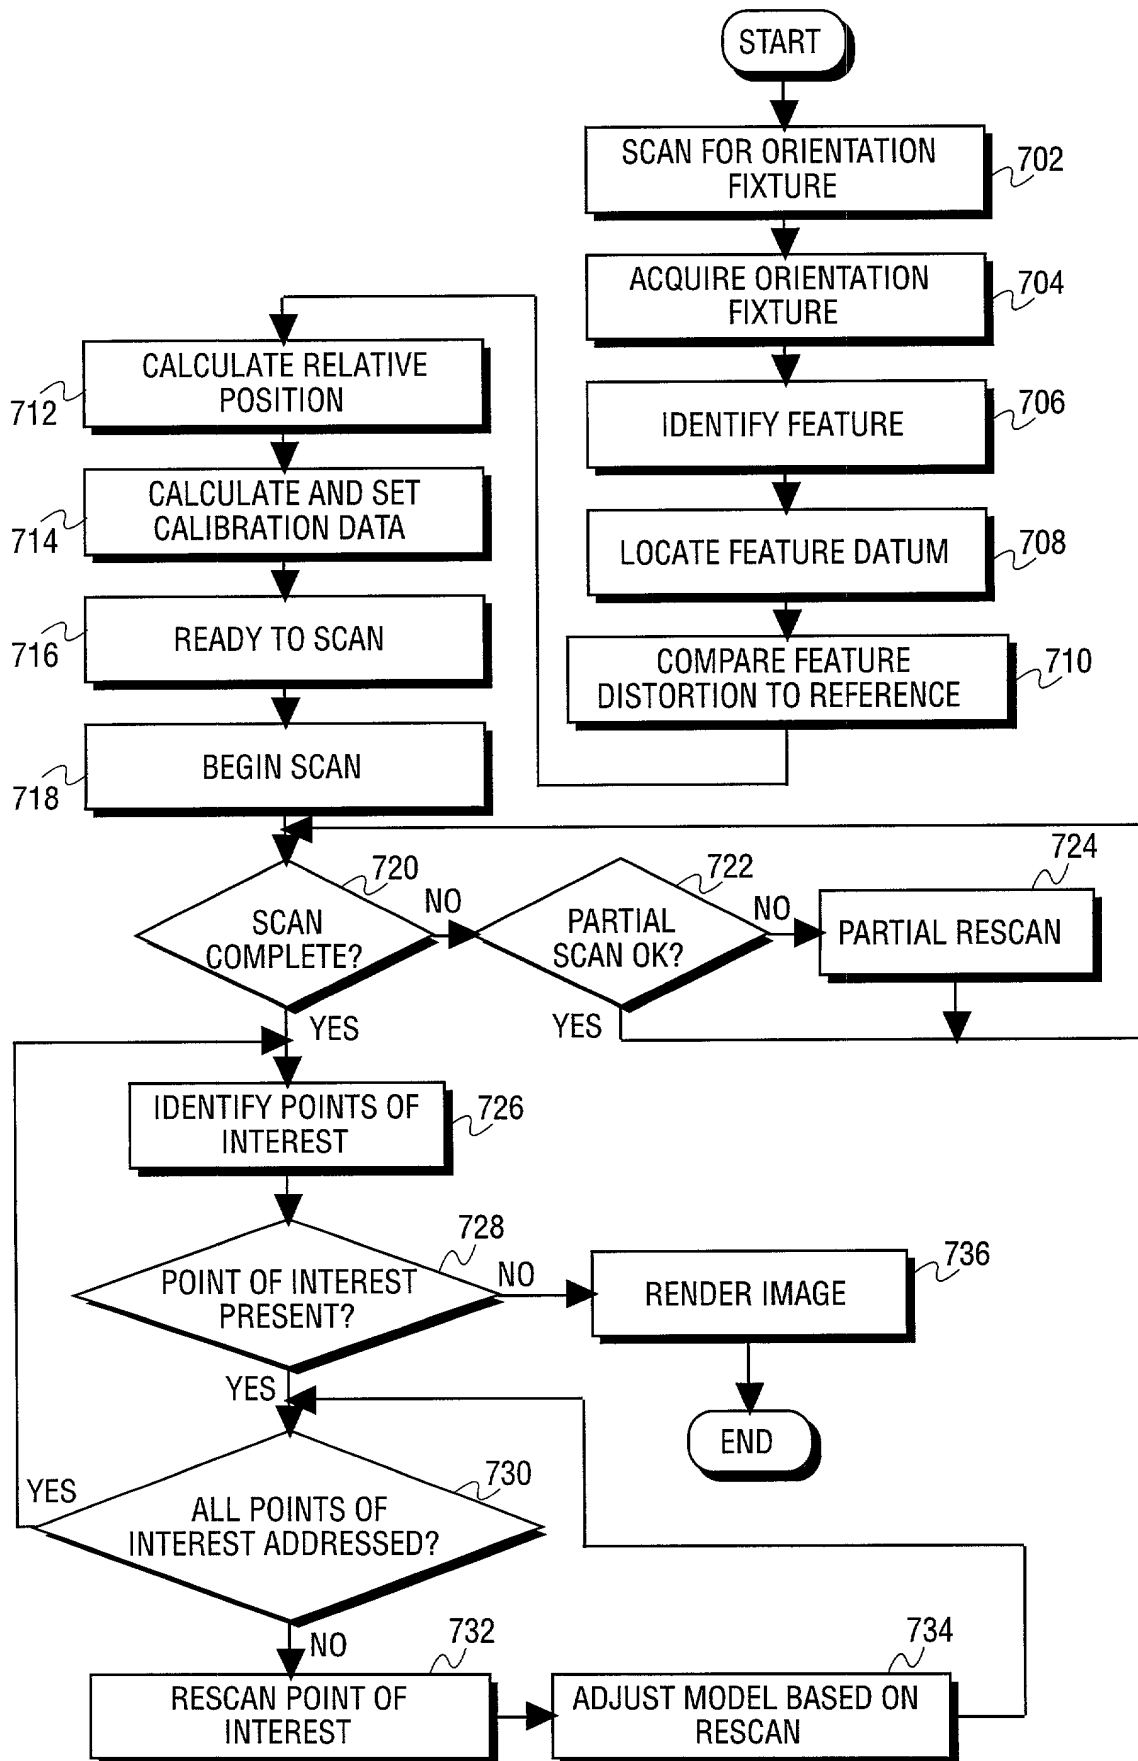 START
SCAN FOR ORIENTATION
FIXTURE
702
ACQUIRE ORIENTATION
FIXTURE
704
IDENTIFY FEATURE
706
LOCATE FEATURE DATUM
708
COMPARE FEATURE
DISTORTION TO REFERENCE
710
CALCULATE RELATIVE
POSITION
712
CALCULATE AND SET
CALIBRATION DATA
714
READY TO SCAN
716
BEGIN SCAN
718
SCAN
COMPLETE?
720
NO
YES
PARTIAL
SCAN OK?
722
NO
YES
PARTIAL RESCAN
724
IDENTIFY POINTS OF
INTEREST
726
POINT OF INTEREST
PRESENT?
728
NO
YES
RENDER IMAGE
736
END
ALL POINTS OF
INTEREST ADDRESSED?
730
YES
NO
RESCAN POINT OF
INTEREST
732
ADJUST MODEL BASED ON
RESCAN
734